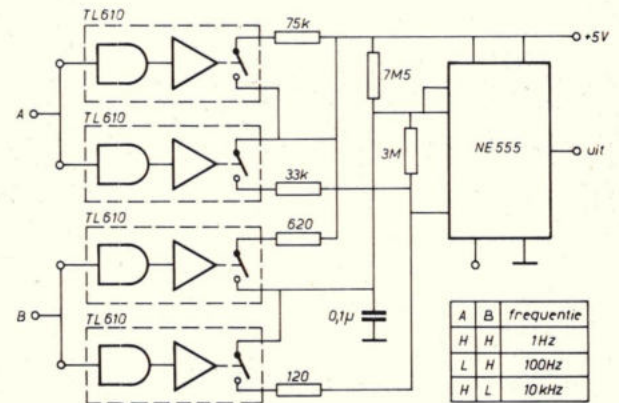 TL610
75k
+5V
7M5
A
TL610
3M
NE555
uit
33k
TL610
620
B
TL610
0,1µ
120
A B frequentie
H H 1Hz
L H 100Hz
H L 10kHz